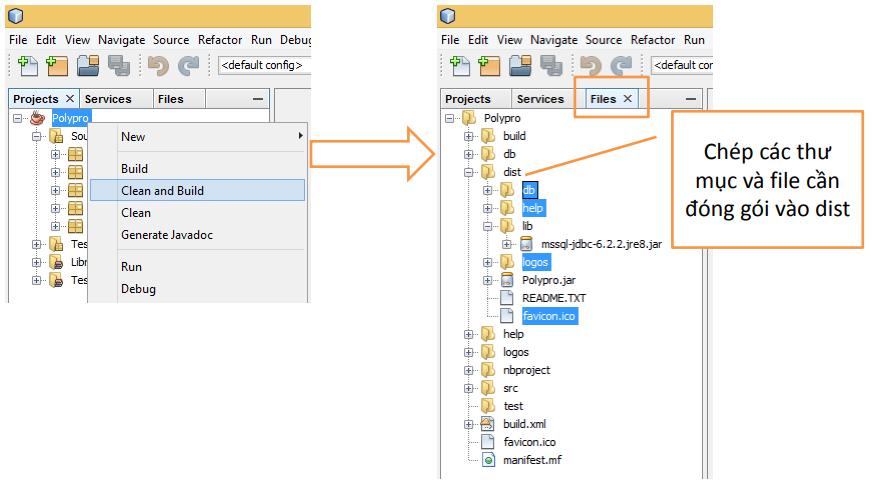 File Edit View Navigate Source Refactor Run Debug
<default config>
Projects × Services Files
Polypro
Sou
Tes
Libr
Tes
New
Build
Clean and Build
Clean
Generate Javadoc
Run
Debug
File Edit View Navigate Source Refactor Run
<default cor
Projects Services Files ×
Polypro
build
db
dist
db
help
lib
mssql-jdbc-6.2.2.jre8.jar
logos
Polypro.jar
README.TXT
favicon.ico
help
logos
nbproject
src
test
build.xml
favicon.ico
manifest.mf
Chép các thư
mục và file cần
đóng gói vào dist